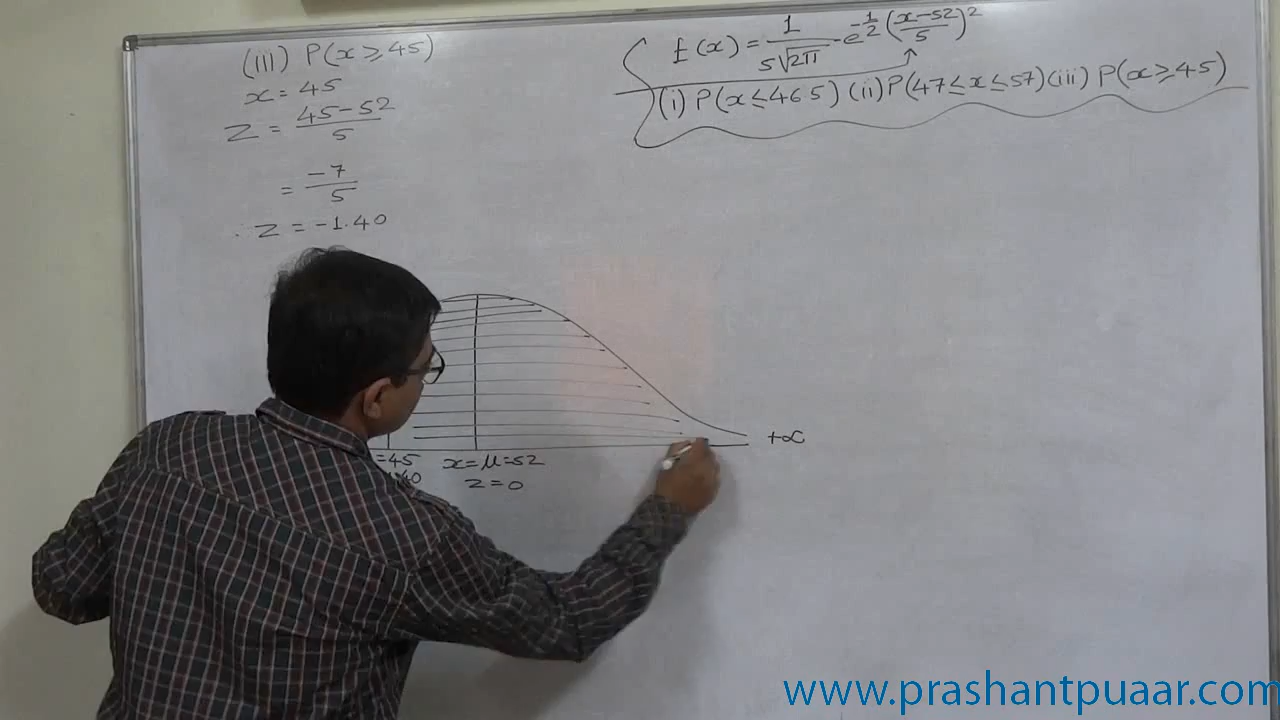 (III) P(x ≥ 45)
x = 45
Z = (45-52)/5
= -7/5
∴ Z = -1.40
f(x) = 1/(5√2π) · e^(-1/2 ((x-52)/5)^2)
(i) P(x ≤ 46 5) (ii) P(47 ≤ x ≤ 57) (iii) P(x ≥ 45)
=45 x=μ=52
40 z=0
+∝
www.prashantpuaar.com